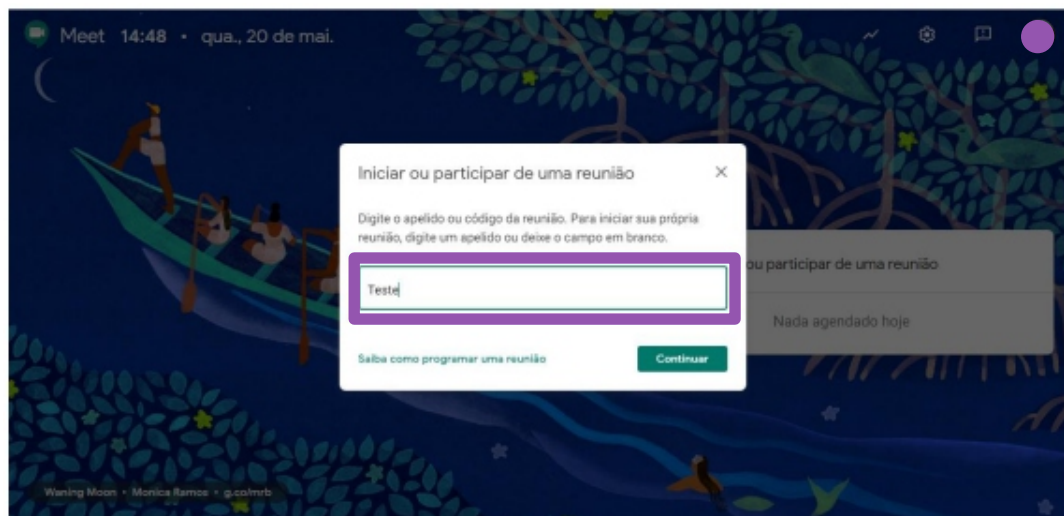 Meet 14:48 • qua., 20 de mai.
Iniciar ou participar de uma reunião
Digite o apelido ou código da reunião. Para iniciar sua própria
reunião, digite um apelido ou deixe o campo em branco.
Teste
ou participar de uma reunião
Nada agendado hoje
Saiba como programar uma reunião
Continuar
Waning Moon • Monica Ramos • g.co/mrb